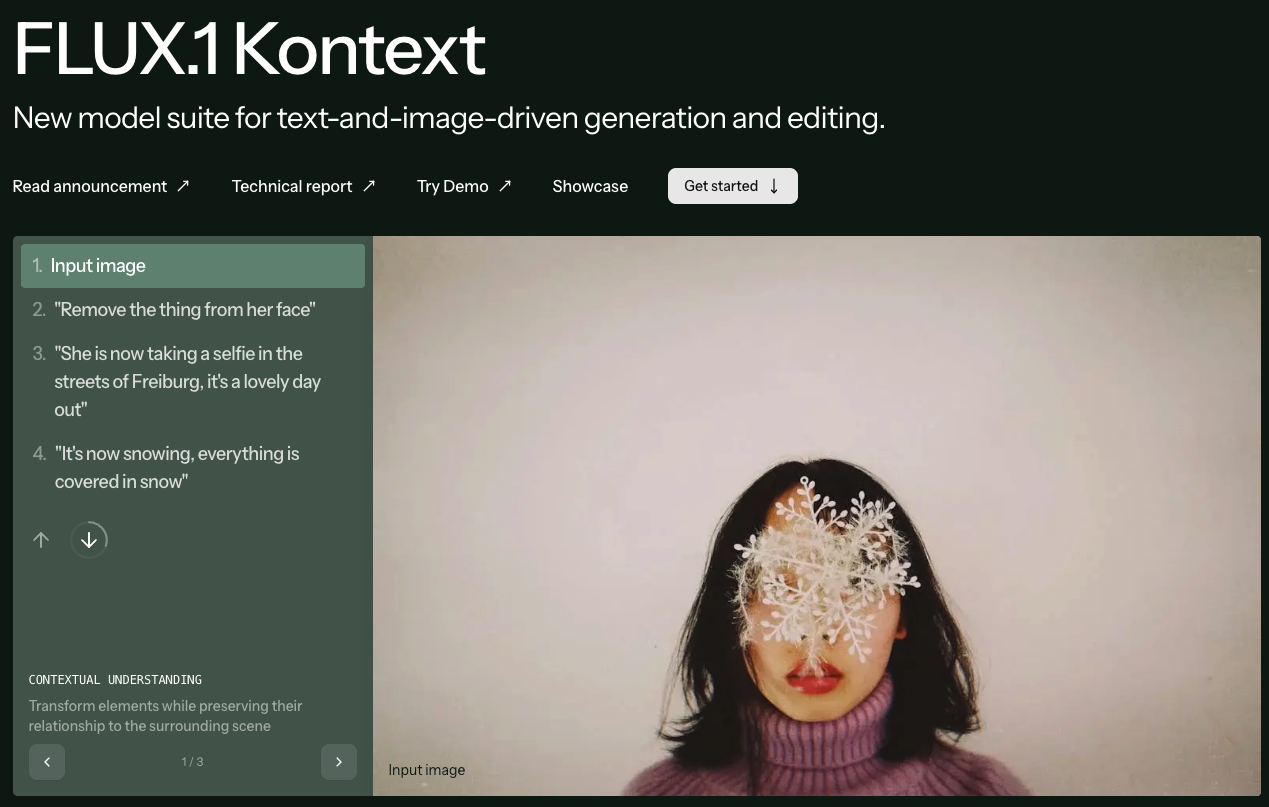 FLUX.1 Kontext
New model suite for text-and-image-driven generation and editing.
Read announcement ↗ Technical report ↗ Try Demo ↗ Showcase Get started ↓
1. Input image
2. "Remove the thing from her face"
3. "She is now taking a selfie in the
streets of Freiburg, it's a lovely day
out"
4. "It's now snowing, everything is
covered in snow"
CONTEXTUAL UNDERSTANDING
Transform elements while preserving their
relationship to the surrounding scene
1 / 3
Input image